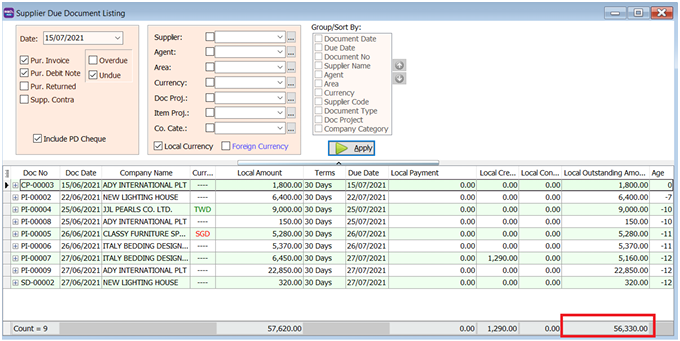 Supplier Due Document Listing
Date: 15/07/2021
Pur. Invoice
Pur. Debit Note
Pur. Returned
Supp. Contra
Overdue
Undue
Include PD Cheque
Supplier:
Agent:
Area:
Currency:
Doc Proj.:
Item Proj.:
Co. Cate.:
Local Currency Foreign Currency
Group/Sort By:
Document Date
Due Date
Document No
Supplier Name
Agent
Area
Currency
Supplier Code
Document Type
Doc Project
Company Category
Apply
Doc No Doc Date Company Name Curr... Local Amount Terms Due Date Local Payment Local Cre... Local Con... Local Outstanding Amo... Age
CP-00003 15/06/2021 ADY INTERNATIONAL PLT ---- 1,800.00 30 Days 15/07/2021 0.00 0.00 0.00 1,800.00 0
PI-00002 22/06/2021 NEW LIGHTING HOUSE ---- 6,400.00 30 Days 22/07/2021 0.00 0.00 0.00 6,400.00 -7
PI-00004 25/06/2021 JJL PEARLS CO. LTD. TWD 9,000.00 30 Days 25/07/2021 0.00 0.00 0.00 9,000.00 -10
PI-00008 25/06/2021 ADY INTERNATIONAL PLT ---- 150.00 30 Days 25/07/2021 0.00 0.00 0.00 150.00 -10
PI-00005 26/06/2021 CLASSY FURNITURE SP... SGD 5,280.00 30 Days 26/07/2021 0.00 0.00 0.00 5,280.00 -11
PI-00006 26/06/2021 ITALY BEDDING DESIGN... ---- 5,370.00 30 Days 26/07/2021 0.00 0.00 0.00 5,370.00 -11
PI-00007 27/06/2021 ITALY BEDDING DESIGN... ---- 6,450.00 30 Days 27/07/2021 0.00 1,290.00 0.00 5,160.00 -12
PI-00009 27/06/2021 ADY INTERNATIONAL PLT ---- 22,850.00 30 Days 27/07/2021 0.00 0.00 0.00 22,850.00 -12
SD-00002 27/06/2021 NEW LIGHTING HOUSE ---- 320.00 30 Days 27/07/2021 0.00 0.00 0.00 320.00 -12
Count = 9 57,620.00 0.00 1,290.00 0.00 56,330.00